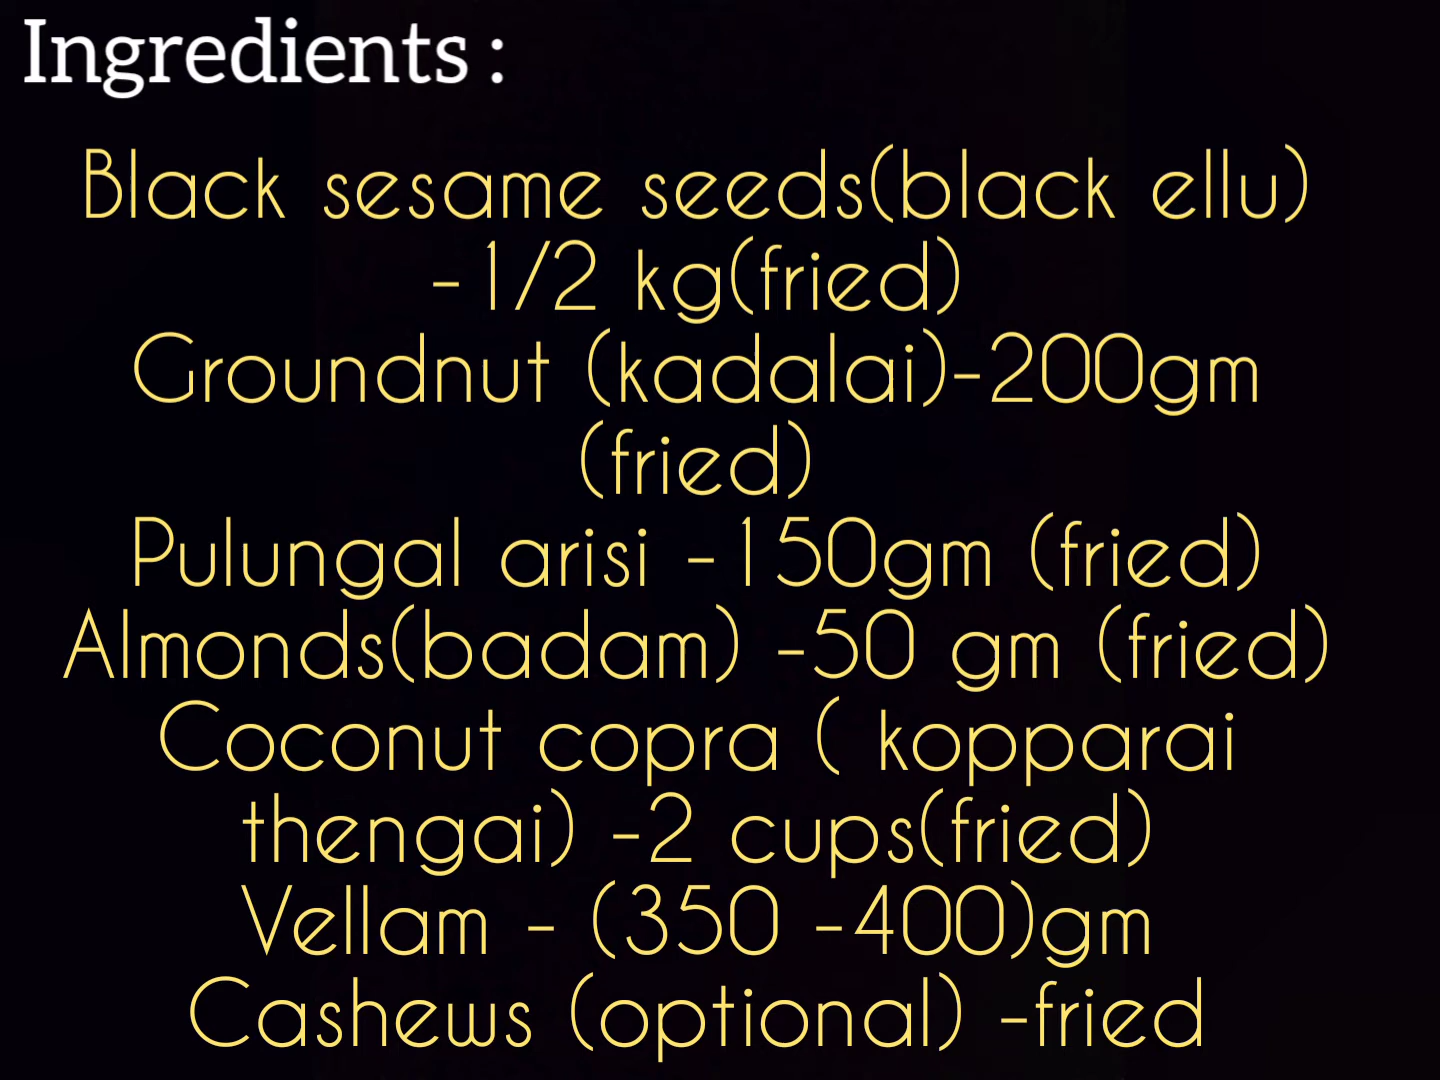 Ingredients :
Black sesame seeds(black ellu)
-1/2 kg(fried)
Groundnut (kadalai)-200gm
(fried)
Pulungal arisi -150gm (fried)
Almonds(badam) -50 gm (fried)
Coconut copra ( kopparai
thengai) -2 cups(fried)
Vellam - (350 -400)gm
Cashews (optional) -fried